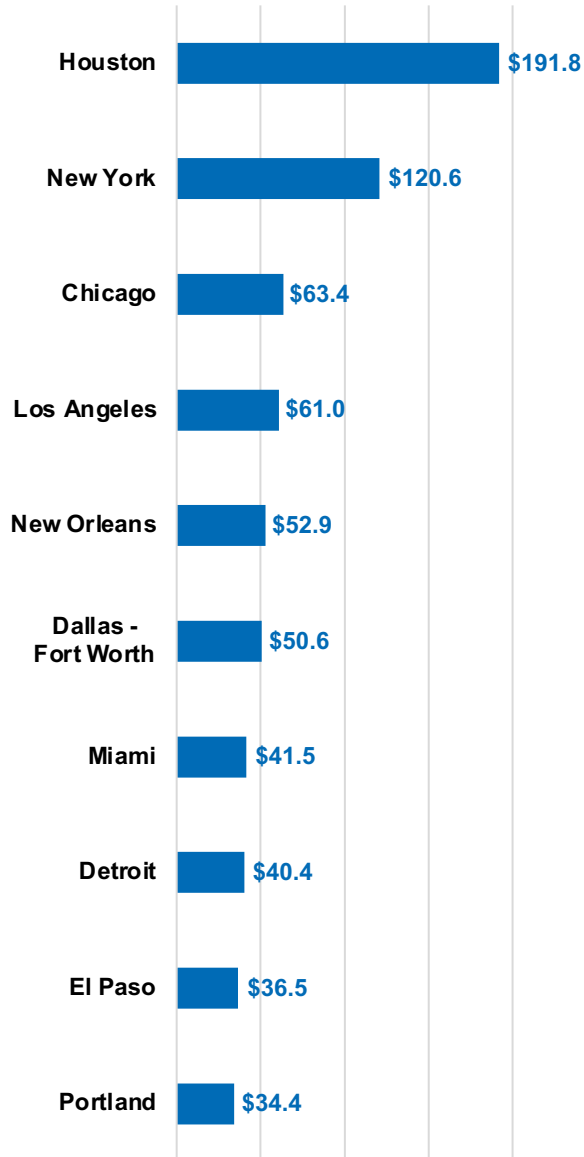 Houston
$191.8
New York
$120.6
Chicago
$63.4
Los Angeles
$61.0
New Orleans
$52.9
Dallas -
Fort Worth
$50.6
Miami
$41.5
Detroit
$40.4
El Paso
$36.5
Portland
$34.4